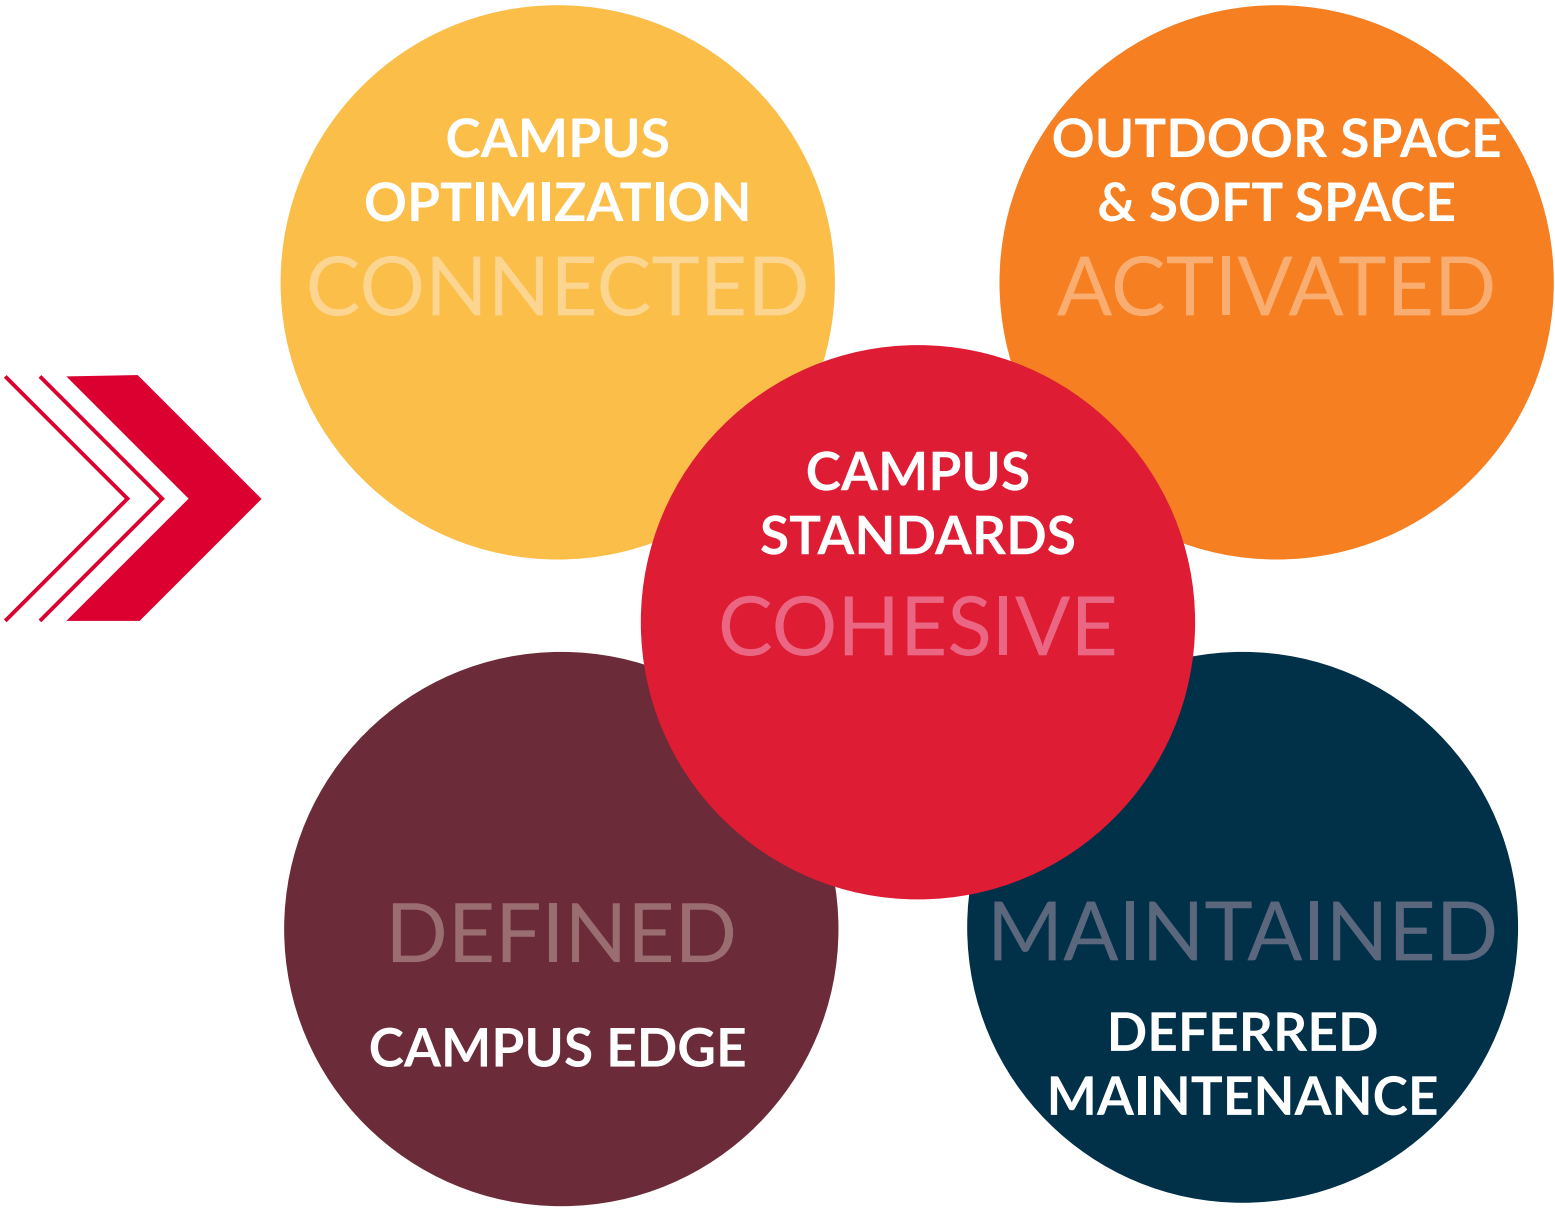 CAMPUS
OPTIMIZATION
CONNECTED
OUTDOOR SPACE
& SOFT SPACE
ACTIVATED
CAMPUS
STANDARDS
COHESIVE
DEFINED
CAMPUS EDGE
MAINTAINED
DEFERRED
MAINTENANCE